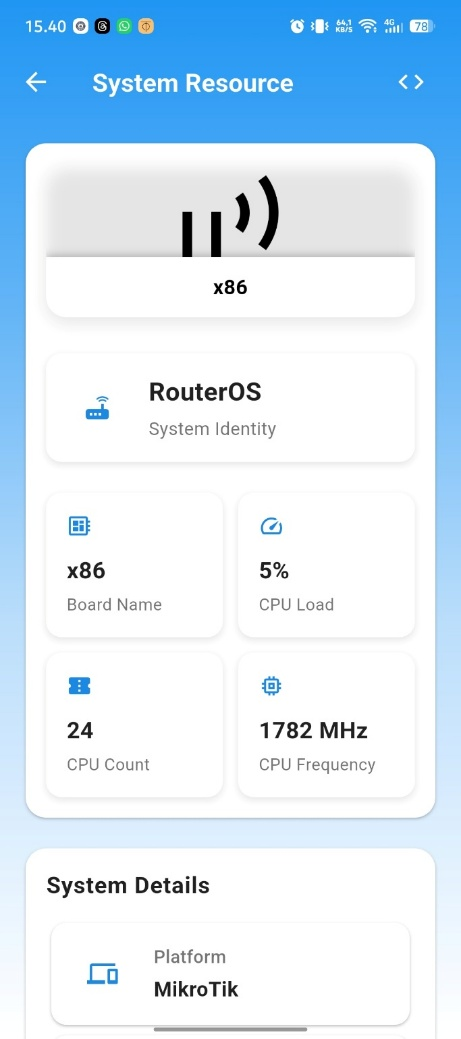 15.40
64,1
KB/S
4G
78
System Resource
x86
RouterOS
System Identity
x86
Board Name
5%
CPU Load
24
CPU Count
1782 MHz
CPU Frequency
System Details
Platform
MikroTik